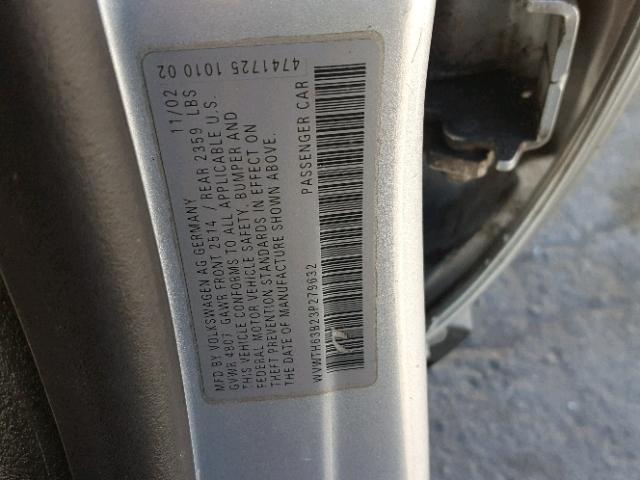 4741725 1010 02
MFD BY VOLKSWAGEN AG GERMANY 11/02
GVWR 4807 GAWR FRONT 2514 / REAR 2359 LBS
THIS VEHICLE CONFORMS TO ALL APPLICABLE U.S.
FEDERAL MOTOR VEHICLE SAFETY, BUMPER AND
THEFT PREVENTION STANDARDS IN EFFECT ON
THE DATE OF MANUFACTURE SHOWN ABOVE.
WVWTH63B23P279632 PASSENGER CAR